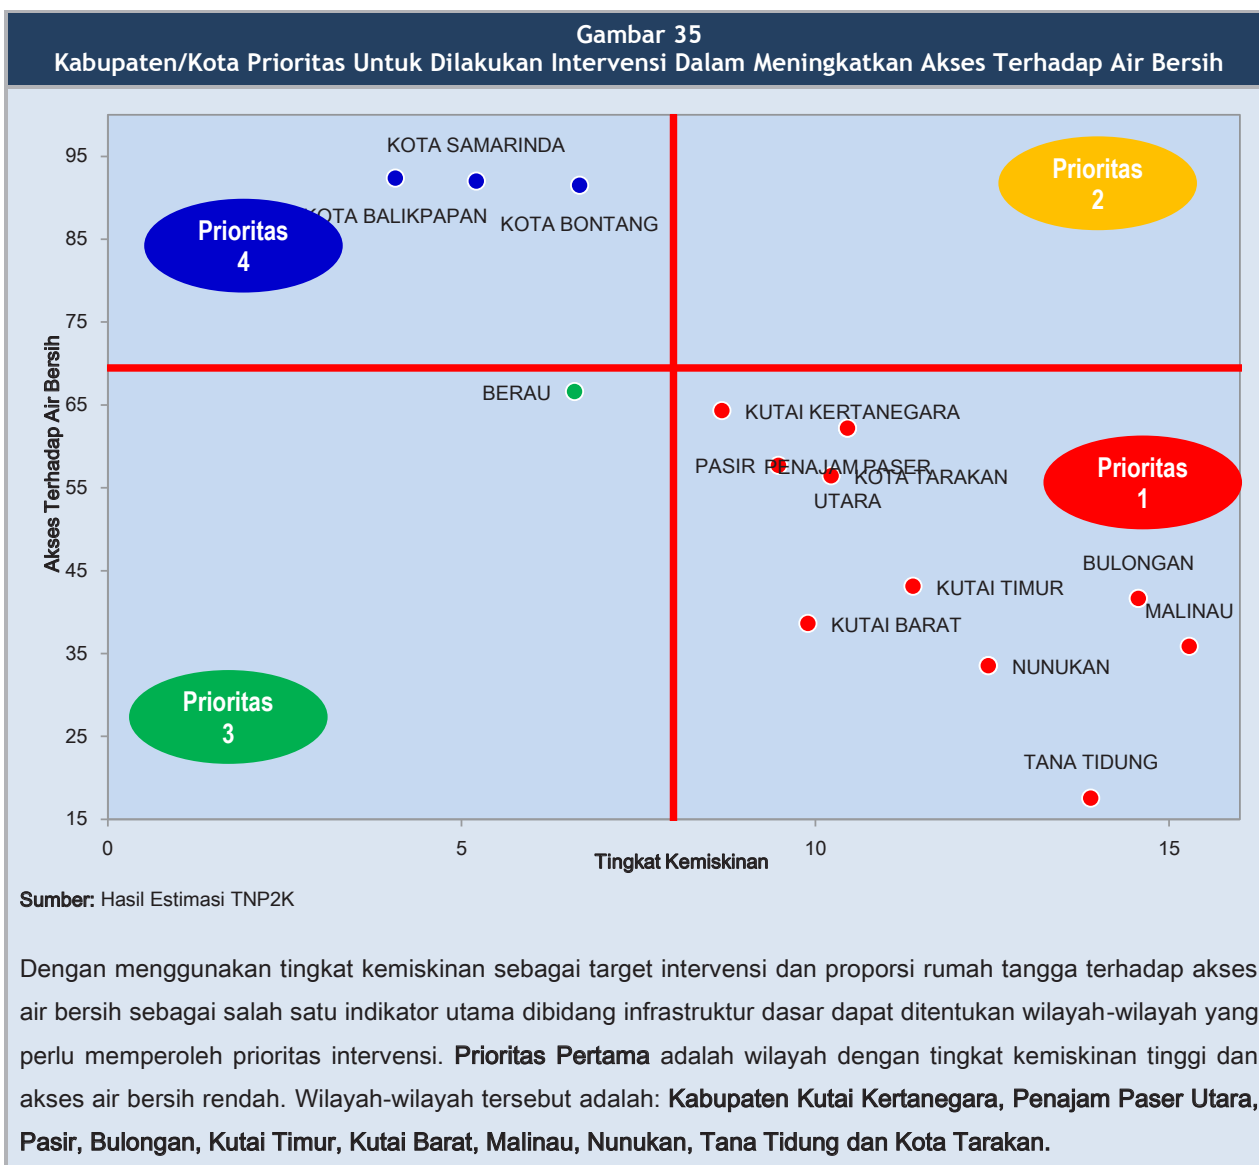 Gambar 35
Kabupaten/Kota Prioritas Untuk Dilakukan Intervensi Dalam Meningkatkan Akses Terhadap Air Bersih
95
85
75
65
55
45
35
25
15
0
5
10
15
Akses Terhadap Air Bersih
Tingkat Kemiskinan
KOTA SAMARINDA
KOTA BALIKPAPAN
KOTA BONTANG
Prioritas
4
Prioritas
2
BERAU
KUTAI KERTANEGARA
PASIR
PENAJAM PASER
UTARA
KOTA TARAKAN
Prioritas
1
BULONGAN
KUTAI TIMUR
MALINAU
KUTAI BARAT
NUNUKAN
Prioritas
3
TANA TIDUNG
Sumber: Hasil Estimasi TNP2K
Dengan menggunakan tingkat kemiskinan sebagai target intervensi dan proporsi rumah tangga terhadap akses
air bersih sebagai salah satu indikator utama dibidang infrastruktur dasar dapat ditentukan wilayah-wilayah yang
perlu memperoleh prioritas intervensi. Prioritas Pertama adalah wilayah dengan tingkat kemiskinan tinggi dan
akses air bersih rendah. Wilayah-wilayah tersebut adalah: Kabupaten Kutai Kertanegara, Penajam Paser Utara,
Pasir, Bulongan, Kutai Timur, Kutai Barat, Malinau, Nunukan, Tana Tidung dan Kota Tarakan.